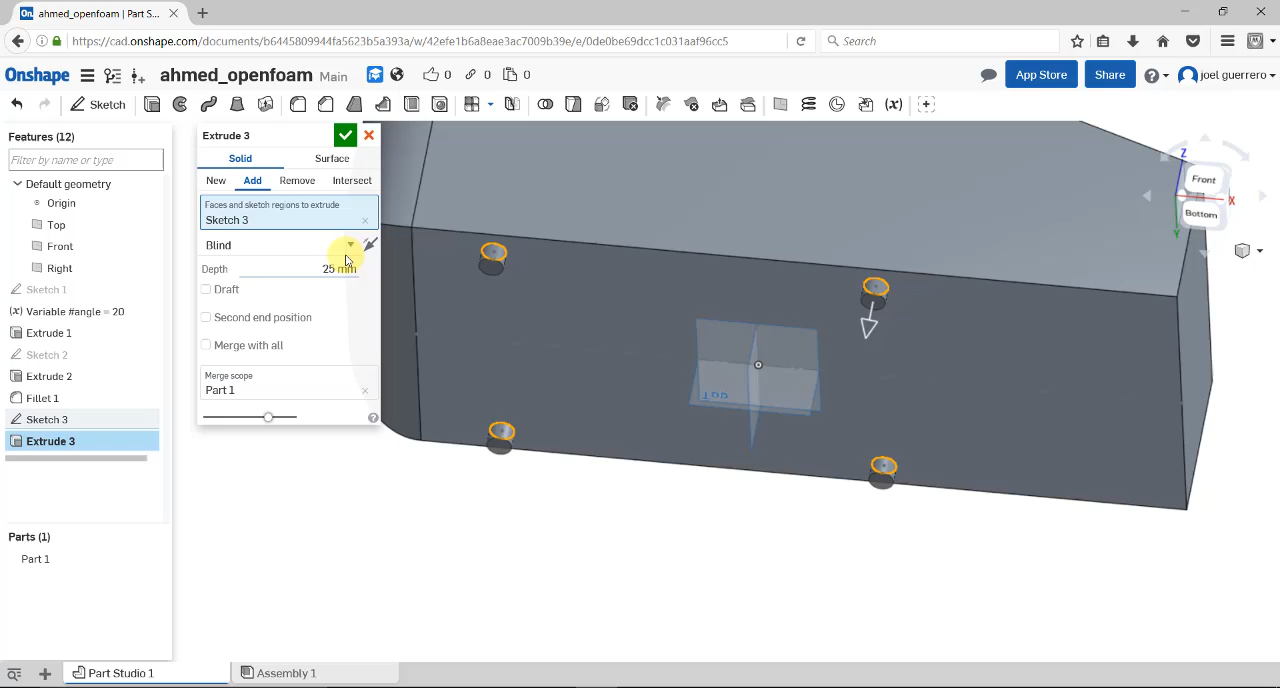 On. ahmed_openfoam | Part S...
https://cad.onshape.com/documents/b6445809944fa5623b5a393a/w/42efe1b6a8eae3ac7009b39e/e/0de0be69dcc1c031aaf96cc5
Search
Onshape
ahmed_openfoam Main
0
0
0
App Store
Share
joel guerrero
Sketch
(x)
Features (12)
Filter by name or type
Default geometry
Origin
Top
Front
Right
Sketch 1
(x) Variable #angle = 20
Extrude 1
Sketch 2
Extrude 2
Fillet 1
Sketch 3
Extrude 3
Parts (1)
Part 1
Extrude 3
Solid
Surface
New
Add
Remove
Intersect
Faces and sketch regions to extrude
Sketch 3
Blind
Depth
25 mm
Draft
Second end position
Merge with all
Merge scope
Part 1
Top
Z
Front
X
Bottom
Y
Part Studio 1
Assembly 1